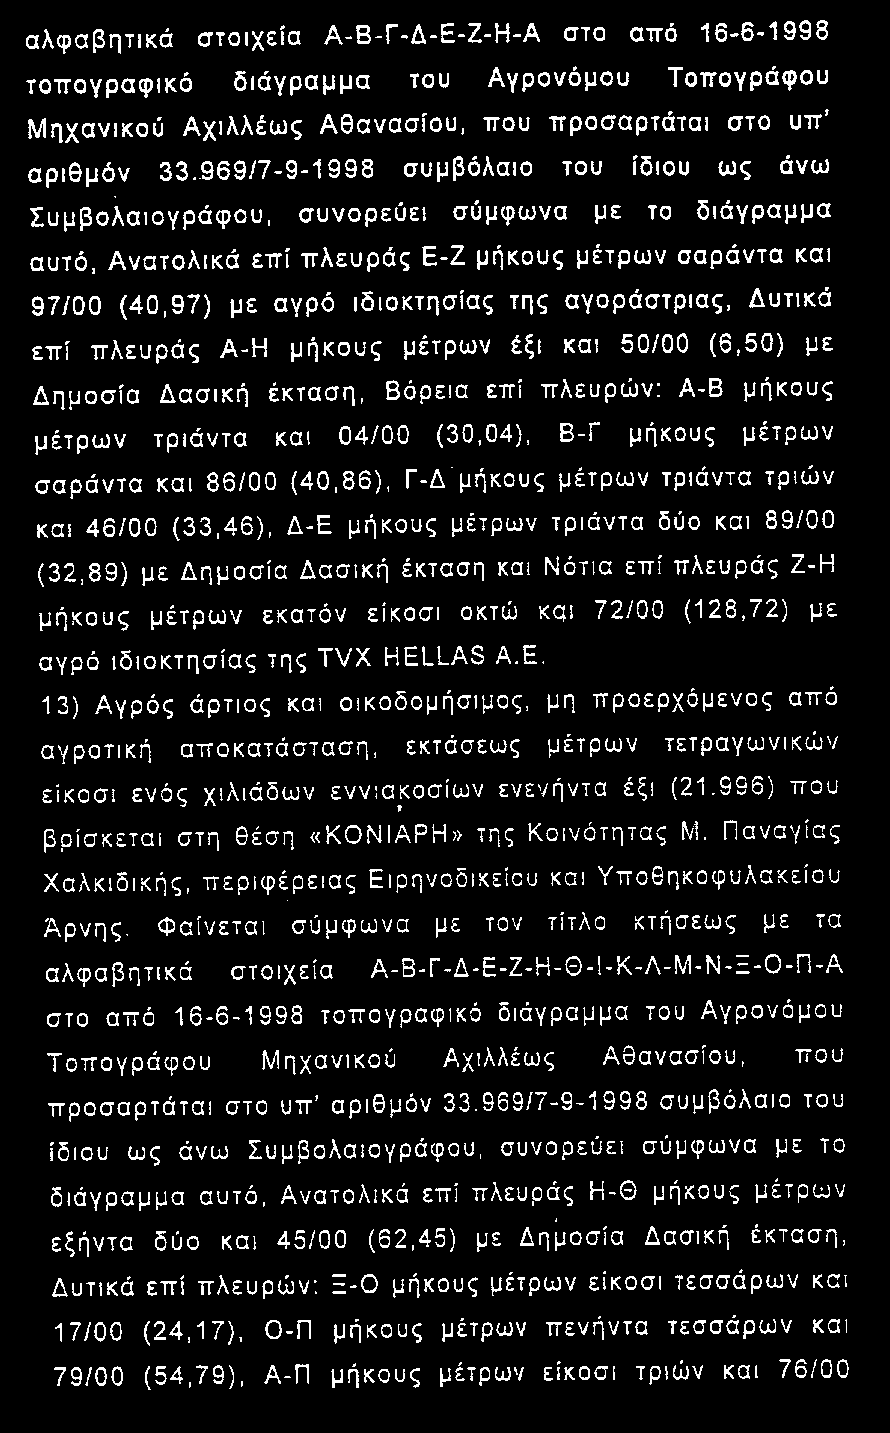 αλφαβητικά στοιχεία Α-Β-Γ-Δ-Ε-Ζ-Η-Α στο από 16-6-1998
τοπογραφικό διάγραμμα του Αγρονόμου Τοπογράφου
Μηχανικού Αχιλλέως Αθανασίου, που προσαρτάται στο υπ’
αριθμόν 33.969/7-9-1998 συμβόλαιο του ίδιου ως άνω
Συμβολαιογράφου, συνορεύει σύμφωνα με το διάγραμμα
αυτό, Ανατολικά επί πλευράς Ε-Ζ μήκους μέτρων σαράντα και
97/00 (40,97) με αγρό ιδιοκτησίας της αγοράστριας, Δυτικά
επί πλευράς Α-Η μήκους μέτρων έξι και 50/00 (6,50) με
Δημοσία Δασική έκταση, Βόρεια επί πλευρών: Α-Β μήκους
μέτρων τριάντα και 04/00 (30,04), Β-Γ μήκους μέτρων
σαράντα και 86/00 (40,86), Γ-Δ μήκους μέτρων τριάντα τριών
και 46/00 (33,46), Δ-Ε μήκους μέτρων τριάντα δύο και 89/00
(32,89) με Δημοσία Δασική έκταση και Νότια επί πλευράς Ζ-Η
μήκους μέτρων εκατόν είκοσι οκτώ και 72/00 (128,72) με
αγρό ιδιοκτησίας της TVX HELLAS Α.Ε.
13) Αγρός άρτιος και οικοδομήσιμος, μη προερχόμενος από
αγροτική αποκατάσταση, εκτάσεως μέτρων τετραγωνικών
είκοσι ενός χιλιάδων εννιακοσίων ενενήντα έξι (21.996) που
βρίσκεται στη θέση «ΚΟΝΙΑΡΗ» της Κοινότητας Μ. Παναγίας
Χαλκιδικής, περιφέρειας Ειρηνοδικείου και Υποθηκοφυλακείου
Άρνης. Φαίνεται σύμφωνα με τον τίτλο κτήσεως με τα
αλφαβητικά στοιχεία Α-Β-Γ-Δ-Ε-Ζ-Η-Θ-Ι-Κ-Λ-Μ-Ν-Ξ-Ο-Π-Α
στο από 16-6-1998 τοπογραφικό διάγραμμα του Αγρονόμου
Τοπογράφου Μηχανικού Αχιλλέως Αθανασίου, που
προσαρτάται στο υπ’ αριθμόν 33.969/7-9-1998 συμβόλαιο του
ίδιου ως άνω Συμβολαιογράφου, συνορεύει σύμφωνα με το
διάγραμμα αυτό, Ανατολικά επί πλευράς Η-Θ μήκους μέτρων
εξήντα δύο και 45/00 (62,45) με Δημοσία Δασική έκταση,
Δυτικά επί πλευρών: Ξ-Ο μήκους μέτρων είκοσι τεσσάρων και
17/00 (24,17), Ο-Π μήκους μέτρων πενήντα τεσσάρων και
79/00 (54,79), Α-Π μήκους μέτρων είκοσι τριών και 76/00